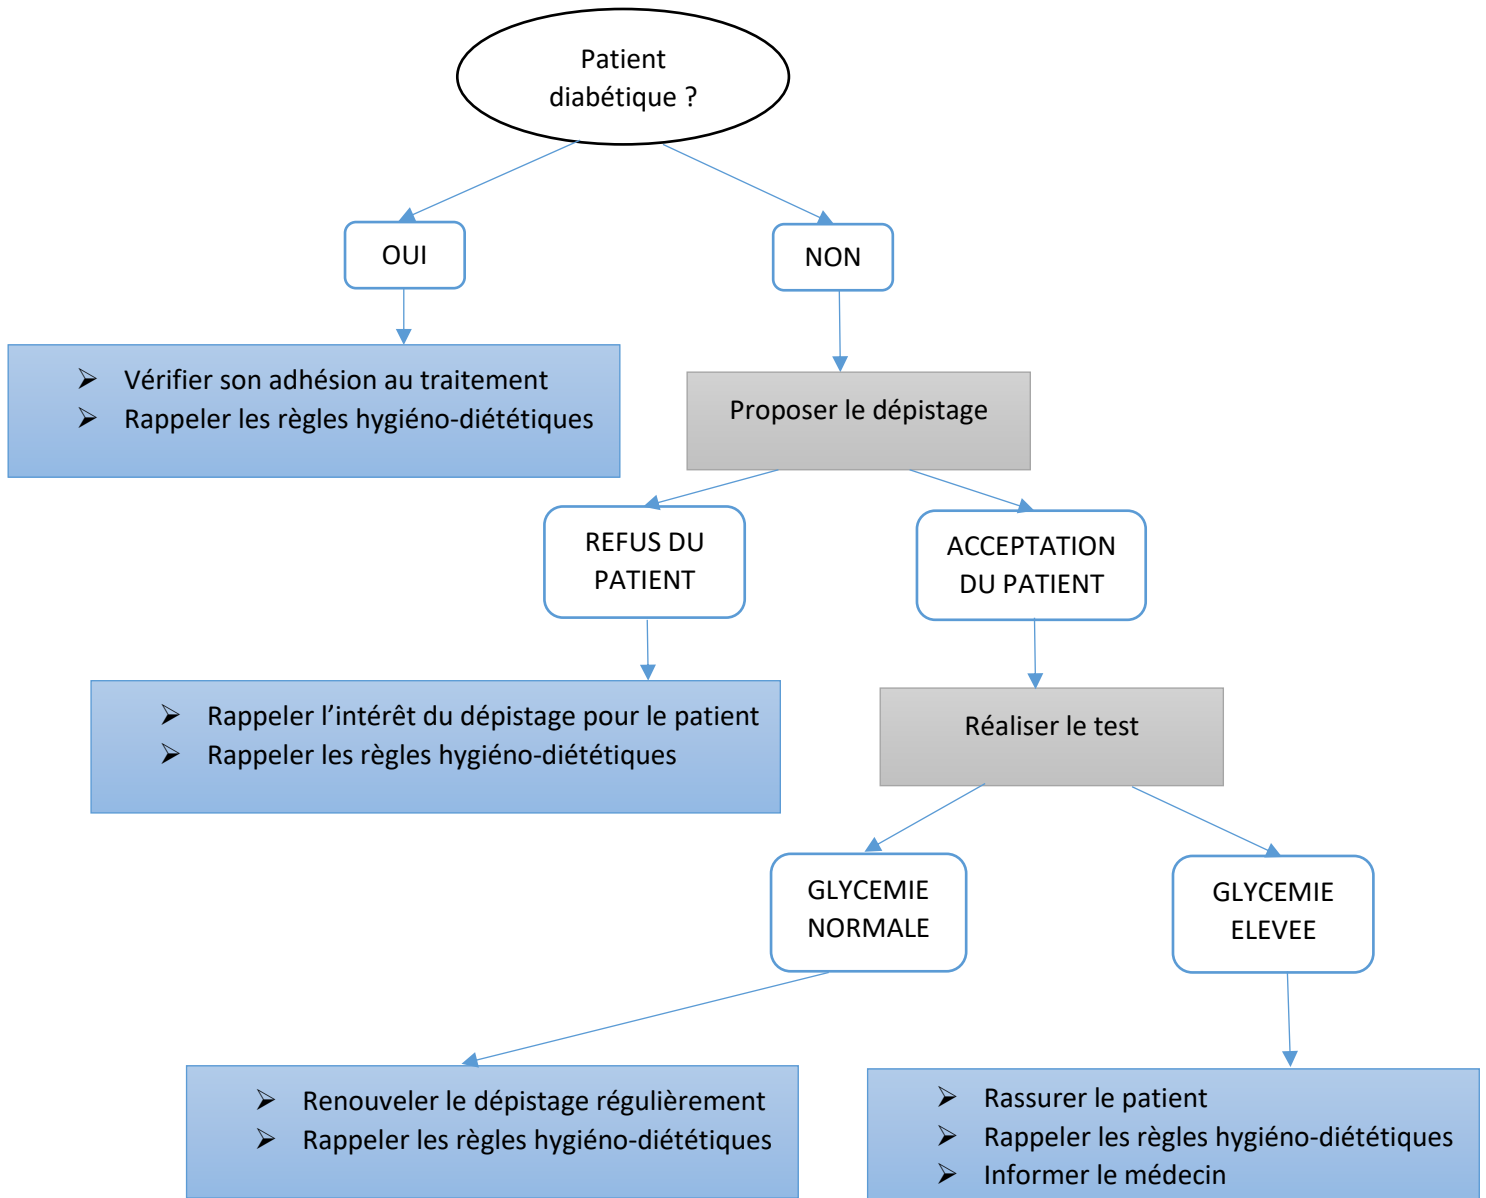 Patient
diabétique ?
OUI
NON
➢ Vérifier son adhésion au traitement
➢ Rappeler les règles hygiéno-diététiques
Proposer le dépistage
REFUS DU
PATIENT
ACCEPTATION
DU PATIENT
➢ Rappeler l’intérêt du dépistage pour le patient
➢ Rappeler les règles hygiéno-diététiques
Réaliser le test
GLYCEMIE
NORMALE
GLYCEMIE
ELEVEE
➢ Renouveler le dépistage régulièrement
➢ Rappeler les règles hygiéno-diététiques
➢ Rassurer le patient
➢ Rappeler les règles hygiéno-diététiques
➢ Informer le médecin